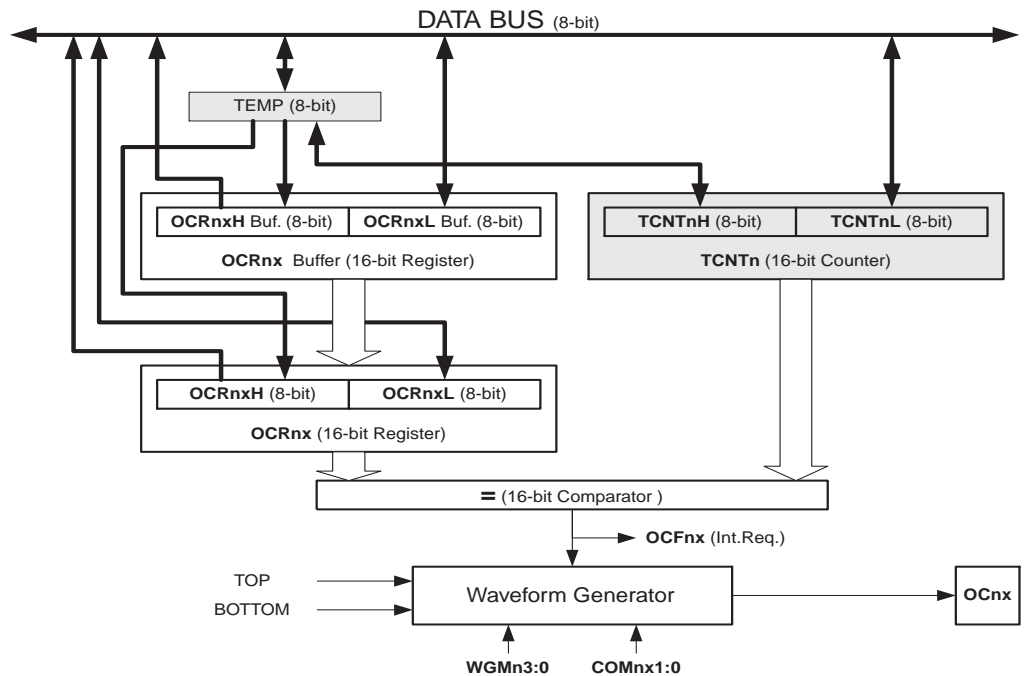 DATA BUS (8-bit)
TEMP (8-bit)
OCRnxH Buf. (8-bit) OCRnxL Buf. (8-bit)
OCRnx Buffer (16-bit Register)
TCNTnH (8-bit) TCNTnL (8-bit)
TCNTn (16-bit Counter)
OCRnxH (8-bit) OCRnxL (8-bit)
OCRnx (16-bit Register)
= (16-bit Comparator )
OCFnx (Int.Req.)
TOP
BOTTOM
Waveform Generator
OCnx
WGMn3:0 COMnx1:0